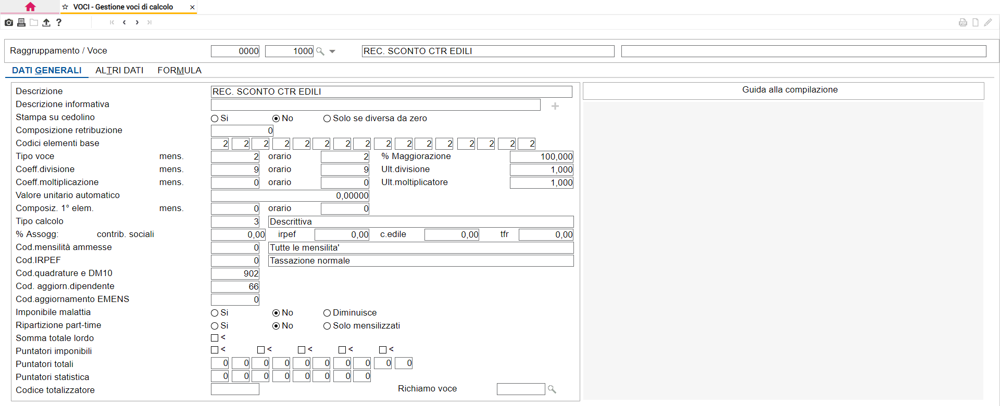 VOCI - Gestione voci di calcolo
Raggruppamento / Voce 0000 1000 REC. SCONTO CTR EDILI
DATI GENERALI ALTRI DATI FORMULA
Guida alla compilazione
Descrizione REC. SCONTO CTR EDILI
Descrizione informativa
Stampa su cedolino Si No Solo se diversa da zero
Composizione retribuzione 0
Codici elementi base 2 2 2 2 2 2 2 2 2 2 2 2 2 2 2 2
Tipo voce mens. 2 orario 2 % Maggiorazione 100,000
Coeff.divisione mens. 9 orario 9 Ult.divisione 1,000
Coeff.moltiplicazione mens. 0 orario 0 Ult.moltiplicatore 1,000
Valore unitario automatico 0,00000
Composiz. 1° elem. mens. 0 orario 0
Tipo calcolo 3 Descrittiva
% Assogg: contrib. sociali 0,00 irpef 0,00 c.edile 0,00 tfr 0,00
Cod.mensilità ammesse 0 Tutte le mensilita'
Cod.IRPEF 0 Tassazione normale
Cod.quadrature e DM10 902
Cod. aggiorn.dipendente 66
Cod.aggiornamento EMENS 0
Imponibile malattia Si No Diminuisce
Ripartizione part-time Si No Solo mensilizzati
Somma totale lordo <
Puntatori imponibili < < < < <
Puntatori totali 0 0 0 0 0 0 0 0 0 0
Puntatori statistica 0 0 0 0 0 0 0 0
Codice totalizzatore Richiamo voce